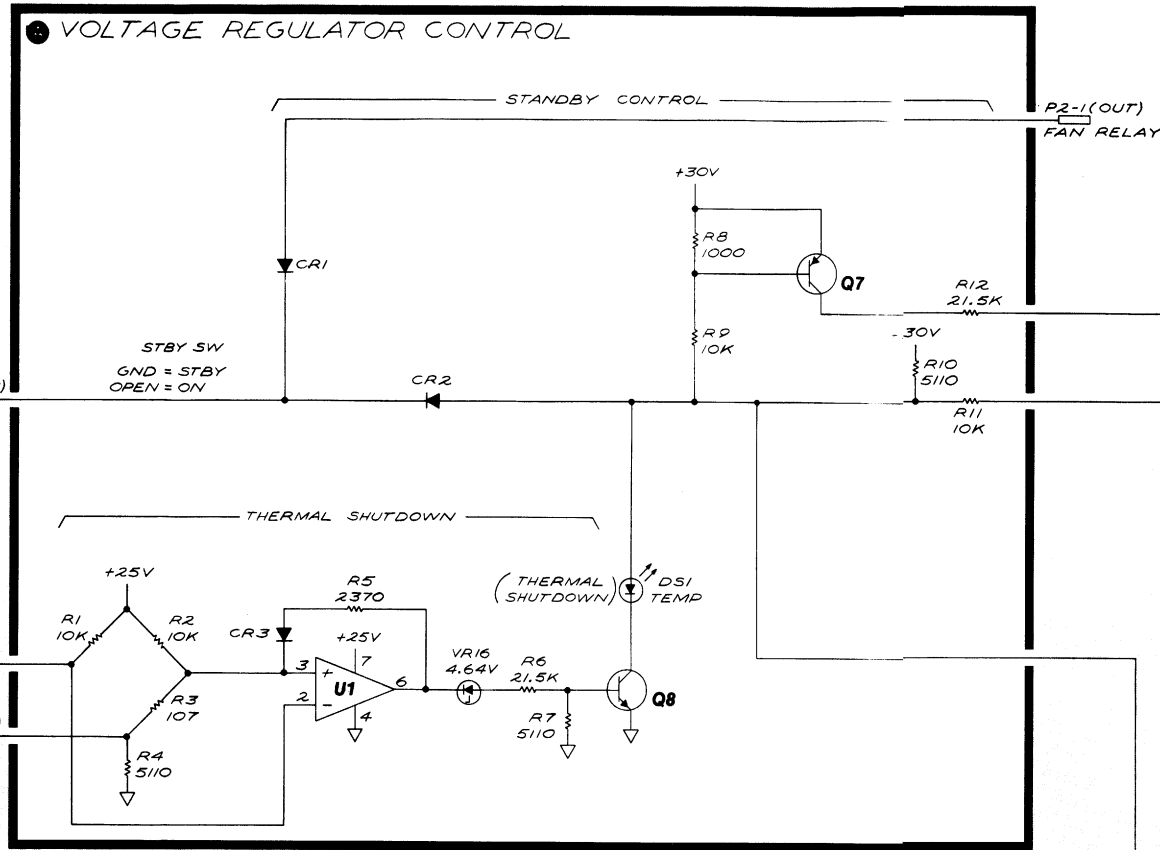 VOLTAGE REGULATOR CONTROL
STANDBY CONTROL
P2-1(OUT)
FAN RELAY
+30V
R8
1000
Q7
CR1
R12
21.5K
R9
10K
-30V
R10
5110
STBY SW
GND = STBY
OPEN = ON
CR2
R11
10K
)
THERMAL SHUTDOWN
+25V
R1
10K
R2
10K
R5
2370
CR3
+25V
(THERMAL
SHUTDOWN)
DS1
TEMP
VR16
4.64V
R6
21.5K
3
+
7
U1
6
2
-
4
Q8
R3
107
R7
5110
R4
5110